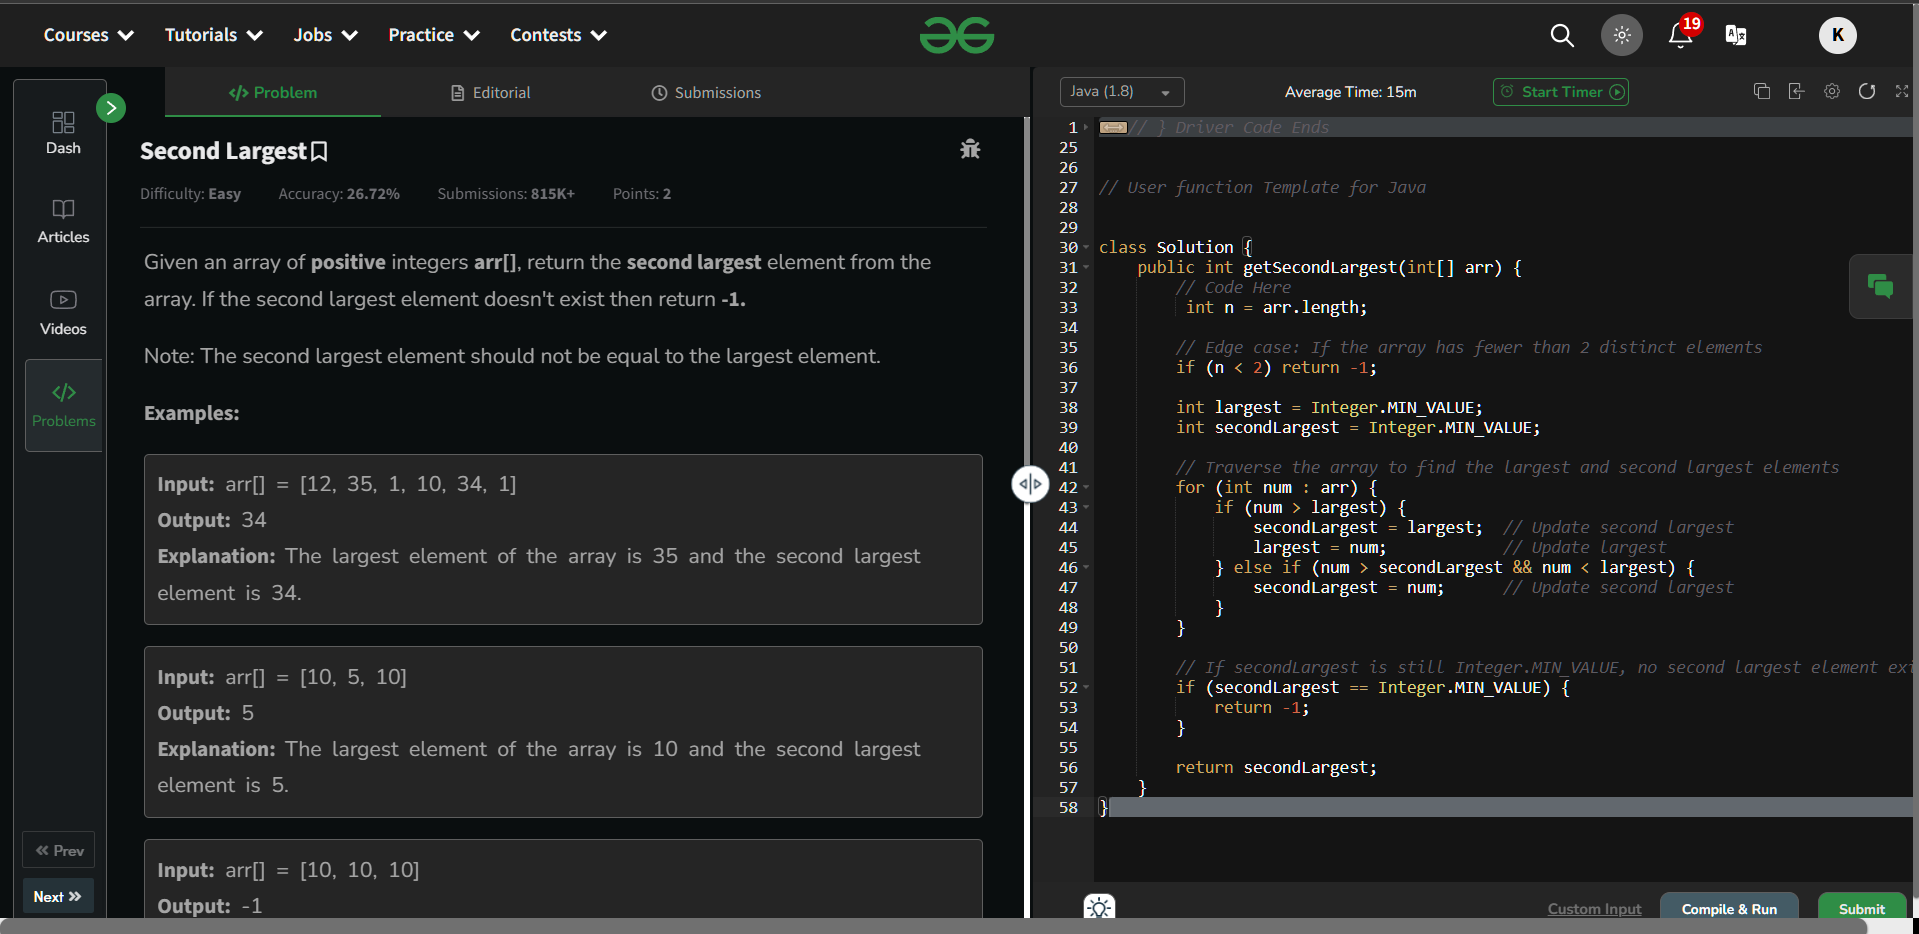 Courses Tutorials Jobs Practice Contests 19 K
Dash
Articles
Videos
Problems
Prev
Next
Problem Editorial Submissions
Second Largest
Difficulty: Easy Accuracy: 26.72% Submissions: 815K+ Points: 2
Given an array of positive integers arr[], return the second largest element from the
array. If the second largest element doesn't exist then return -1.
Note: The second largest element should not be equal to the largest element.
Examples:
Input: arr[] = [12, 35, 1, 10, 34, 1]
Output: 34
Explanation: The largest element of the array is 35 and the second largest
element is 34.
Input: arr[] = [10, 5, 10]
Output: 5
Explanation: The largest element of the array is 10 and the second largest
element is 5.
Input: arr[] = [10, 10, 10]
Output: -1
Java (1.8) Average Time: 15m Start Timer
1 // } Driver Code Ends
25
26
27 // User function Template for Java
28
29
30 class Solution {
31 public int getSecondLargest(int[] arr) {
32 // Code Here
33 int n = arr.length;
34
35 // Edge case: If the array has fewer than 2 distinct elements
36 if (n < 2) return -1;
37
38 int largest = Integer.MIN_VALUE;
39 int secondLargest = Integer.MIN_VALUE;
40
41 // Traverse the array to find the largest and second largest elements
42 for (int num : arr) {
43 if (num > largest) {
44 secondLargest = largest; // Update second largest
45 largest = num; // Update largest
46 } else if (num > secondLargest && num < largest) {
47 secondLargest = num; // Update second largest
48 }
49 }
50
51 // If secondLargest is still Integer.MIN_VALUE, no second largest element exi
52 if (secondLargest == Integer.MIN_VALUE) {
53 return -1;
54 }
55
56 return secondLargest;
57 }
58 }
Custom Input Compile & Run Submit